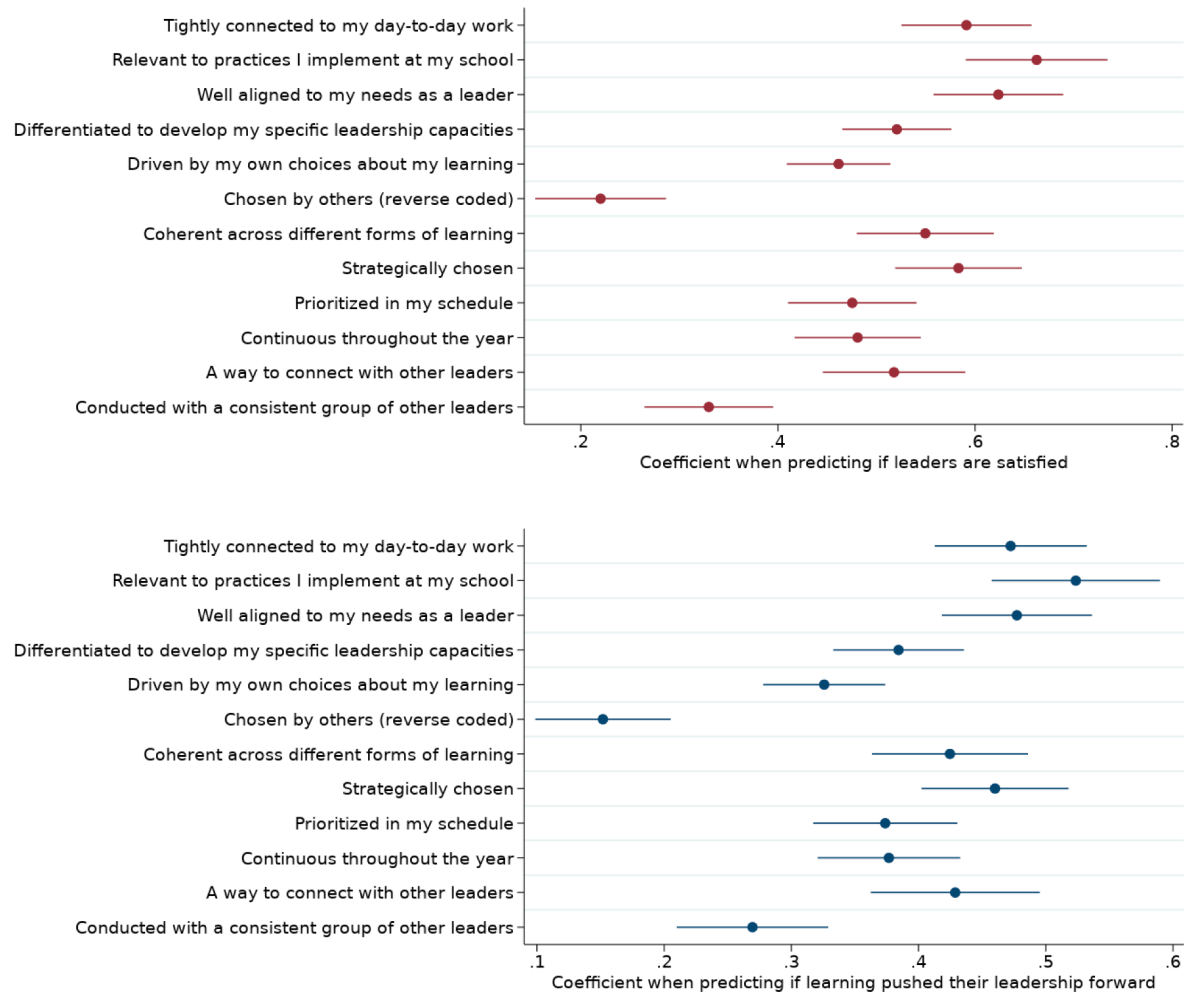 Tightly connected to my day-to-day work
Relevant to practices I implement at my school
Well aligned to my needs as a leader
Differentiated to develop my specific leadership capacities
Driven by my own choices about my learning
Chosen by others (reverse coded)
Coherent across different forms of learning
Strategically chosen
Prioritized in my schedule
Continuous throughout the year
A way to connect with other leaders
Conducted with a consistent group of other leaders
.2 .4 .6 .8
Coefficient when predicting if leaders are satisfied
Tightly connected to my day-to-day work
Relevant to practices I implement at my school
Well aligned to my needs as a leader
Differentiated to develop my specific leadership capacities
Driven by my own choices about my learning
Chosen by others (reverse coded)
Coherent across different forms of learning
Strategically chosen
Prioritized in my schedule
Continuous throughout the year
A way to connect with other leaders
Conducted with a consistent group of other leaders
.1 .2 .3 .4 .5 .6
Coefficient when predicting if learning pushed their leadership forward